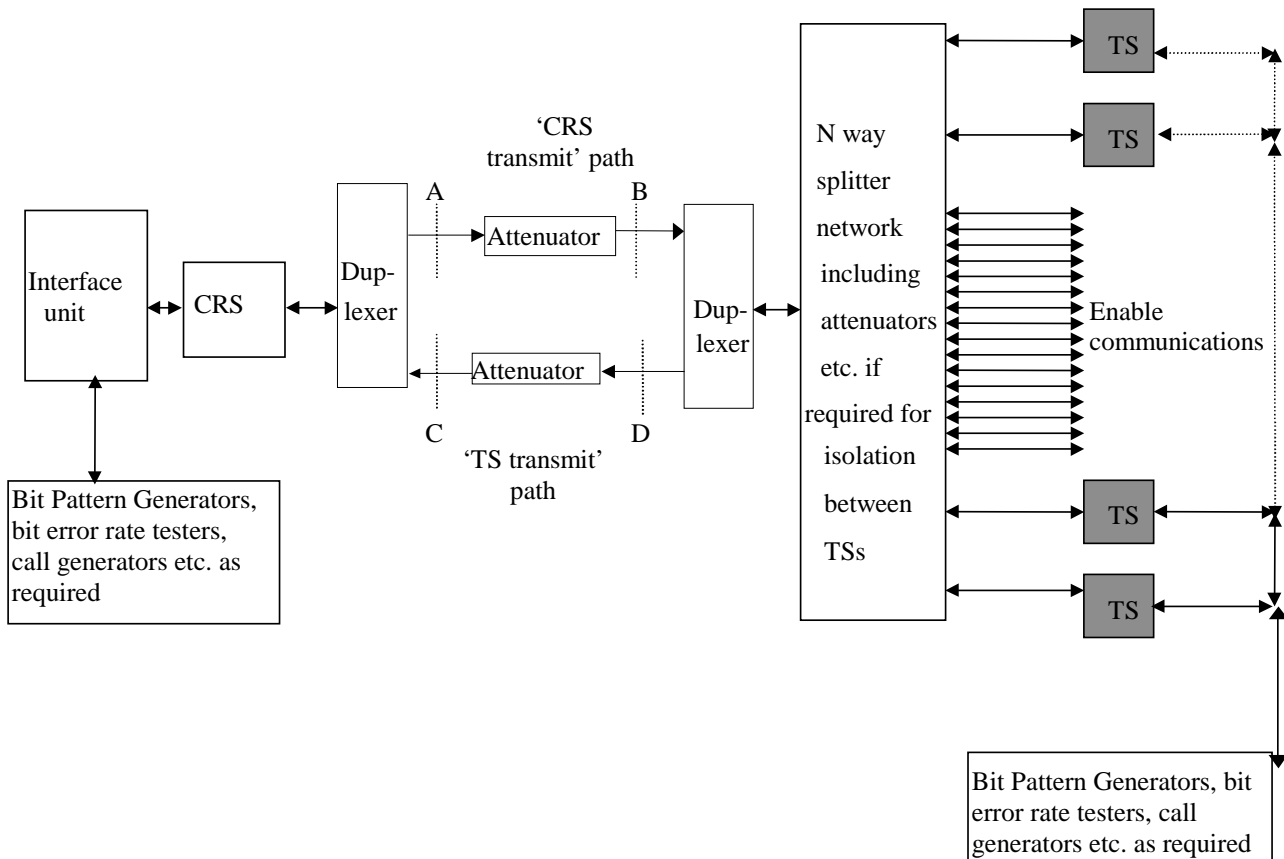 Interface
unit
CRS
Dup-
lexer
‘CRS
transmit’ path
A
B
Attenuator
Attenuator
C
D
‘TS transmit’
path
Dup-
lexer
N way
splitter
network
including
attenuators
etc. if
required for
isolation
between
TSs
TS
TS
Enable
communications
TS
TS
Bit Pattern Generators,
bit error rate testers,
call generators etc. as
required
Bit Pattern Generators, bit
error rate testers, call
generators etc. as required